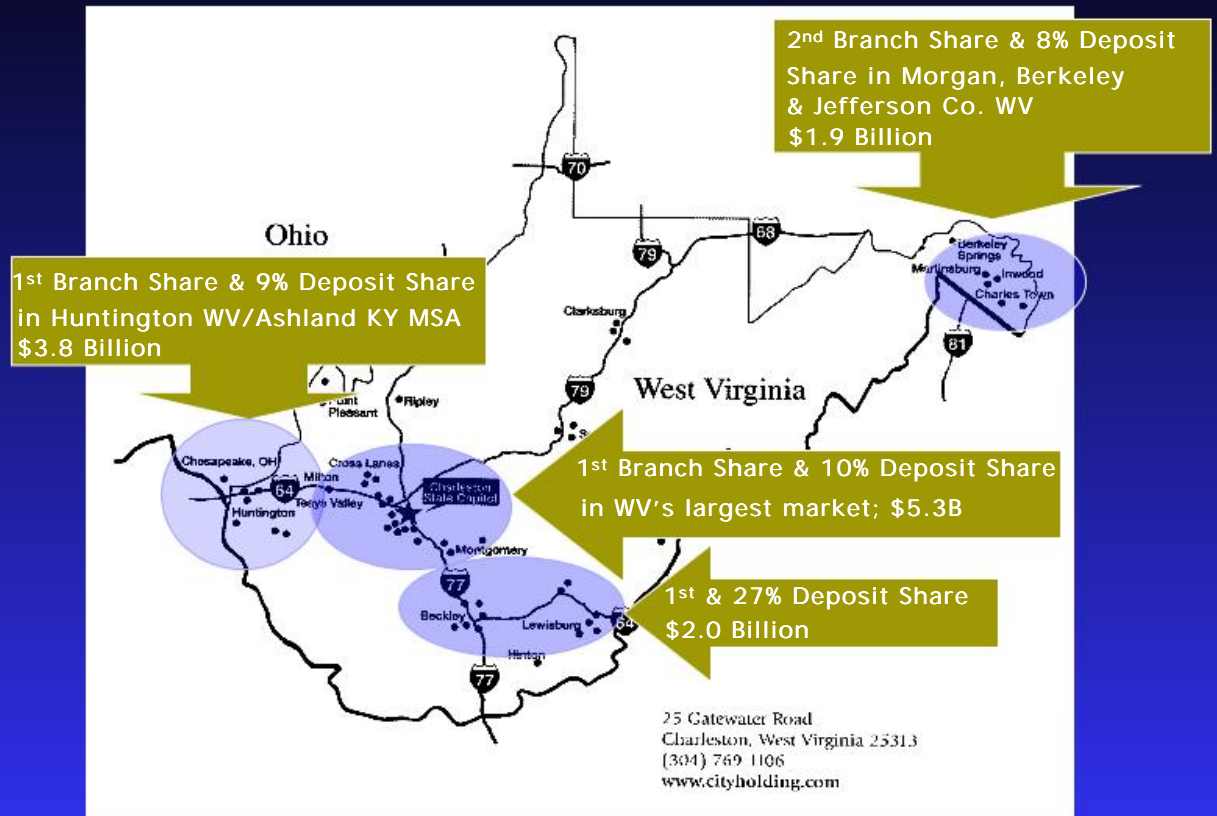 2nd Branch Share & 8% Deposit
Share in Morgan, Berkeley
& Jefferson Co. WV
$1.9 Billion
70
Ohio
68
79
Berkeley
Springs
Martinsburg
Inwood
Charles Town
1st Branch Share & 9% Deposit Share
in Huntington WV/Ashland KY MSA
$3.8 Billion
Clarksburg
81
79
West Virginia
Pleasant
Ripley
Chesapeake, OH
Cross Lanes
Milton
64
Teays Valley
Huntington
Charleston
State Capitol
1st Branch Share & 10% Deposit Share
in WV's largest market; $5.3B
Montgomery
77
1st & 27% Deposit Share
$2.0 Billion
Beckley
Lewisburg
64
Hinton
77
25 Gatewater Road
Charleston, West Virginia 25313
(304) 769-1106
www.cityholding.com